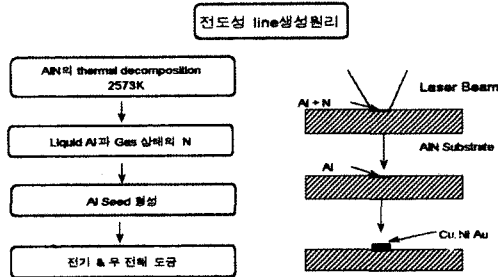 전도성 line생성원리
AlN의 thermal decomposition
2573K
Liquid Al과 Gas 상태의 N
Al Seed 형성
전기 & 무 전해 도금
Laser Beam
Al + N
AlN Substrate
Al
Cu. Ni Au